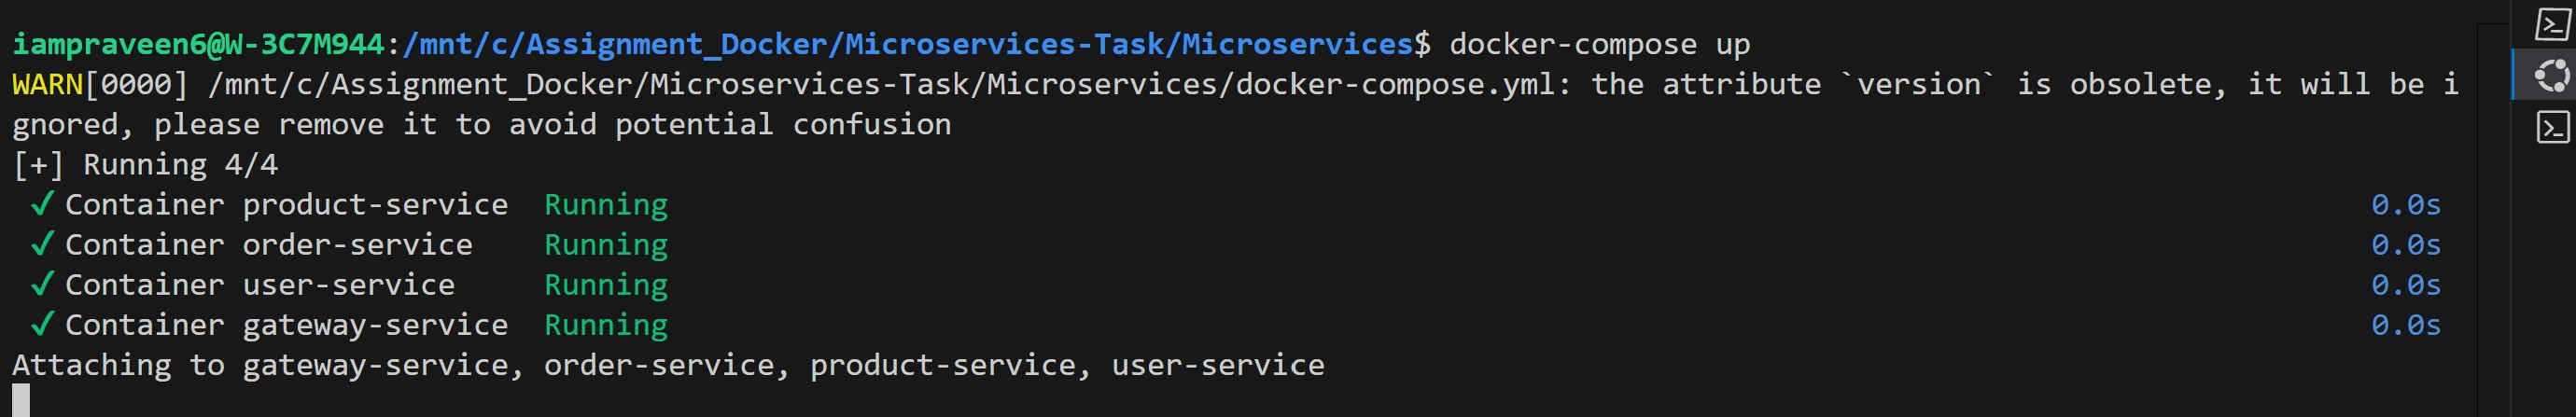 iampraveen6@W-3C7M944:/mnt/c/Assignment_Docker/Microservices-Task/Microservices$ docker-compose up
WARN[0000] /mnt/c/Assignment_Docker/Microservices-Task/Microservices/docker-compose.yml: the attribute `version` is obsolete, it will be i
gnored, please remove it to avoid potential confusion
[+] Running 4/4
✔ Container product-service  Running 0.0s
✔ Container order-service    Running 0.0s
✔ Container user-service     Running 0.0s
✔ Container gateway-service  Running 0.0s
Attaching to gateway-service, order-service, product-service, user-service